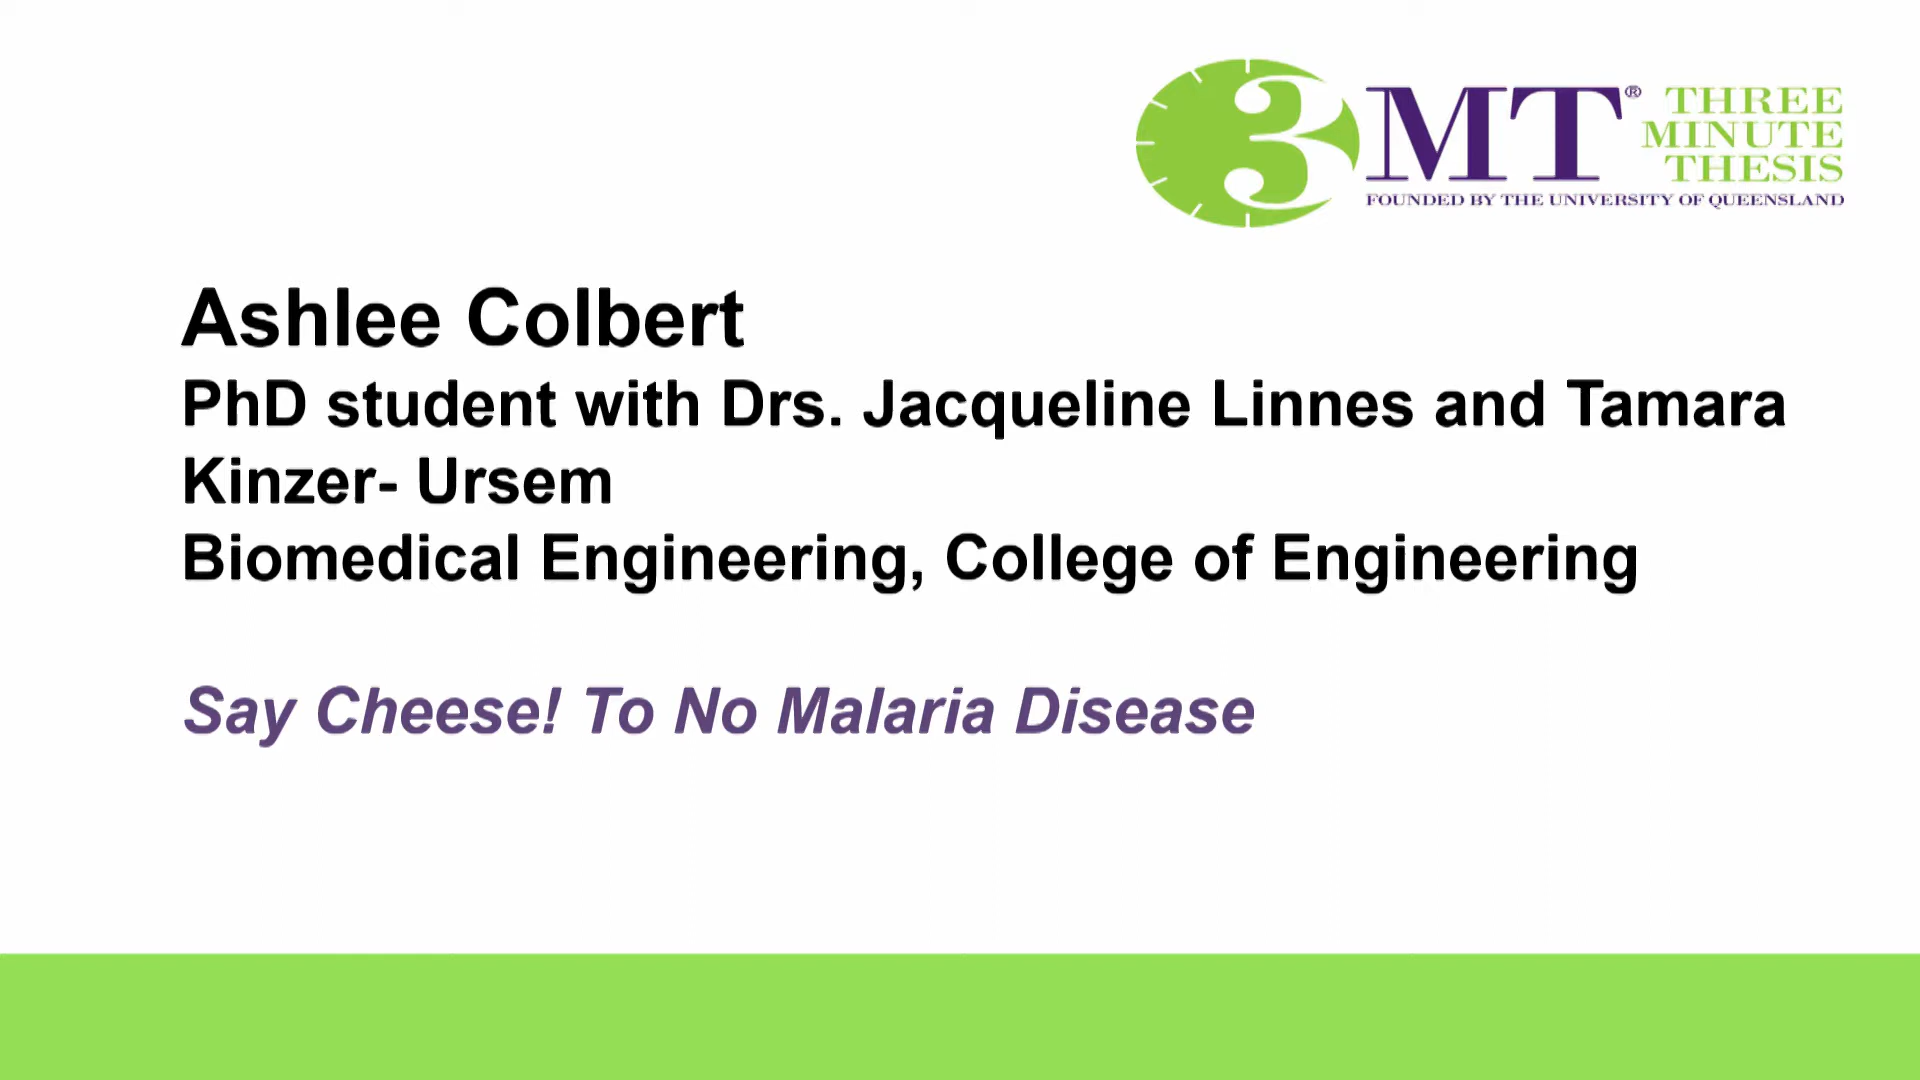 3MT® THREE
MINUTE
THESIS
FOUNDED BY THE UNIVERSITY OF QUEENSLAND
Ashlee Colbert
PhD student with Drs. Jacqueline Linnes and Tamara
Kinzer- Ursem
Biomedical Engineering, College of Engineering
Say Cheese! To No Malaria Disease